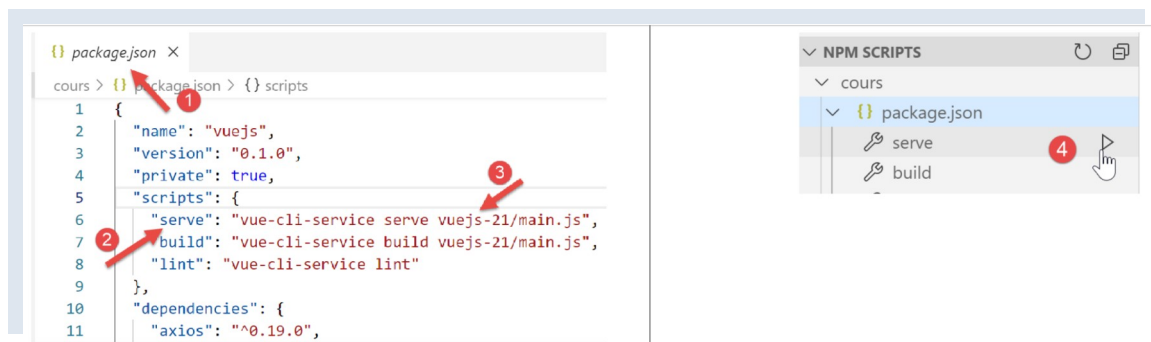 {} package.json ×
cours > {} package.json > {} scripts
1
1 {
2 "name": "vuejs",
3 "version": "0.1.0",
4 "private": true,
3
5 "scripts": {
6 "serve": "vue-cli-service serve vuejs-21/main.js",
2
7 "build": "vue-cli-service build vuejs-21/main.js",
8 "lint": "vue-cli-service lint"
9 },
10 "dependencies": {
11 "axios": "^0.19.0",
NPM SCRIPTS
cours
{} package.json
serve
4
build